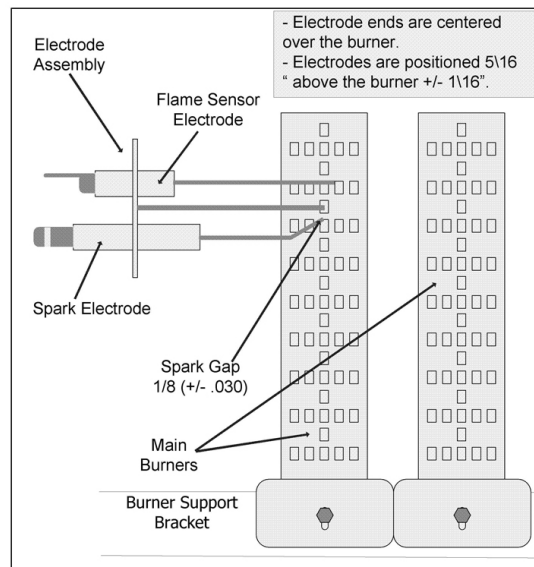 - Electrode ends are centered
over the burner.
- Electrodes are positioned 5\16
“ above the burner +/- 1\16”.
Electrode
Assembly
Flame Sensor
Electrode
Spark Electrode
Spark Gap
1/8 (+/- .030)
Main
Burners
Burner Support
Bracket